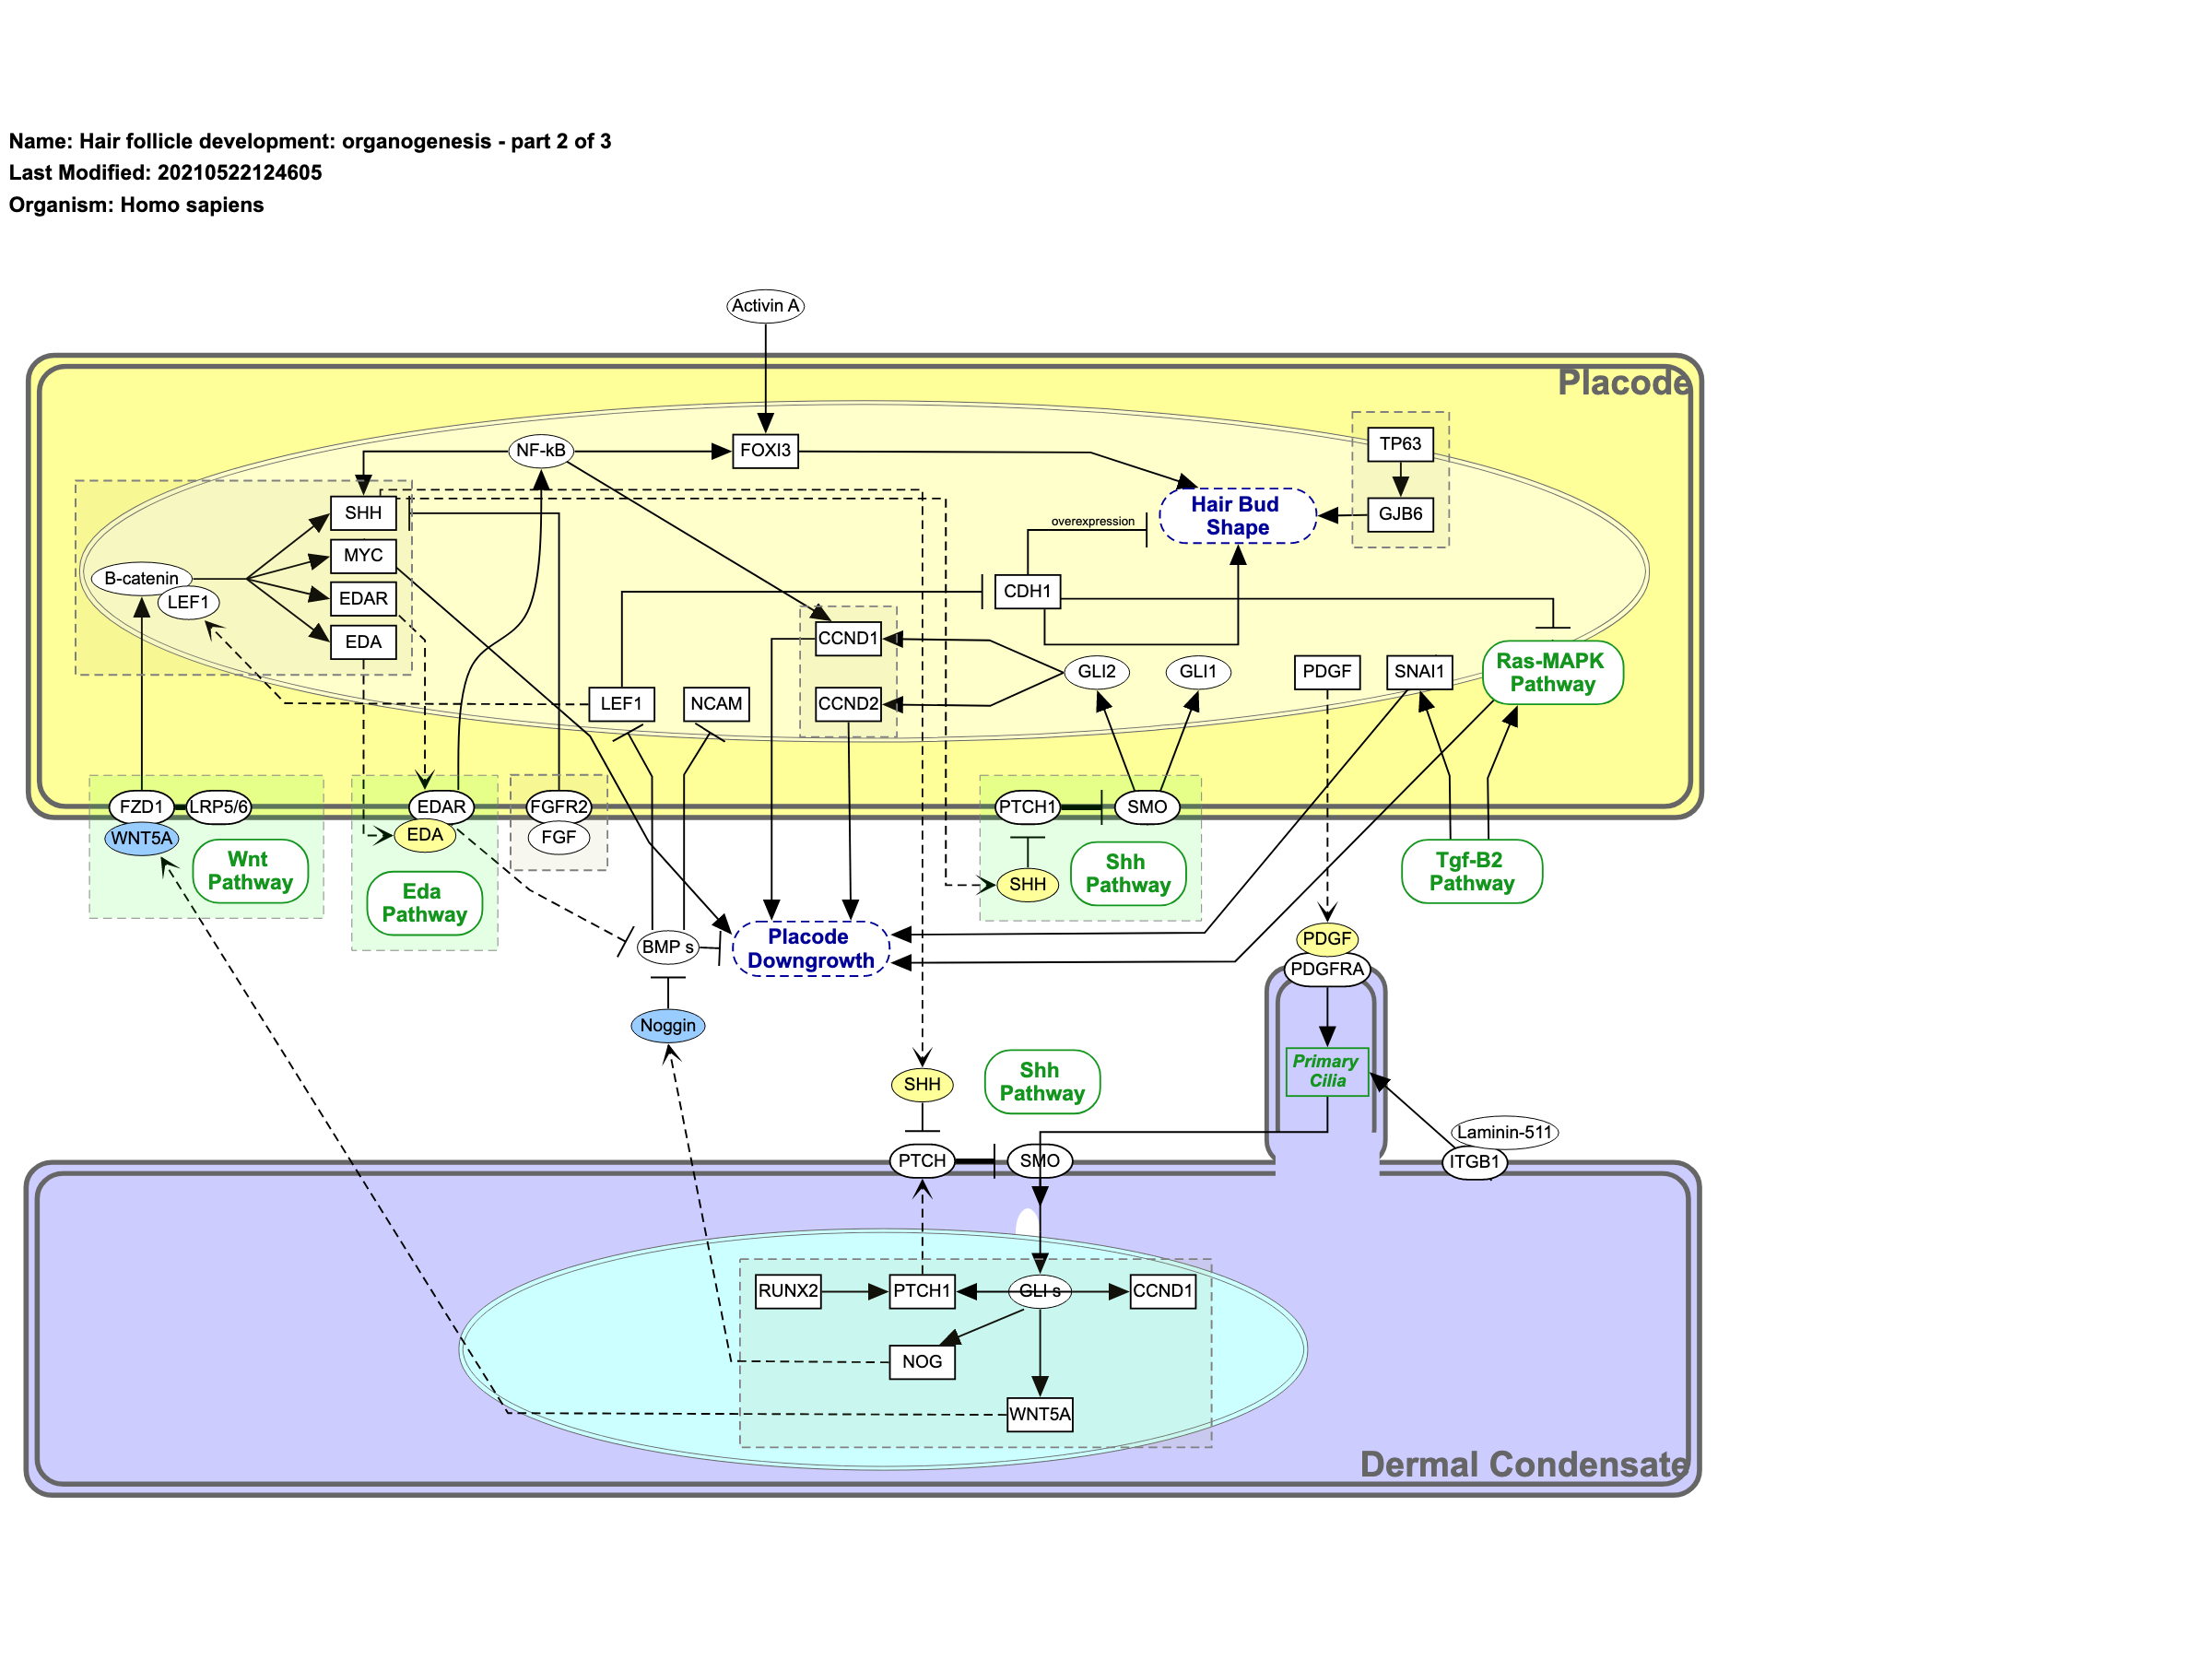 Name: Hair follicle development: organogenesis - part 2 of 3
Last Modified: 20210522124605
Organism: Homo sapiens
Activin A
Placode
NF-kB
FOXI3
TP63
Hair Bud
Shape
GJB6
SHH
overexpression
MYC
B-catenin
LEF1
EDAR
CDH1
EDA
CCND1
GLI2
GLI1
PDGF
SNAI1
Ras-MAPK
Pathway
LEF1
NCAM
CCND2
FZD1
LRP5/6
EDAR
FGFR2
PTCH1
SMO
WNT5A
EDA
FGF
Wnt
Pathway
Shh
Pathway
Tgf-B2
Pathway
SHH
Eda
Pathway
BMP s
Placode
Downgrowth
PDGF
PDGFRA
Noggin
Primary
Cilia
SHH
Shh
Pathway
Laminin-511
PTCH
SMO
ITGB1
RUNX2
PTCH1
GLI s
CCND1
NOG
WNT5A
Dermal Condensate